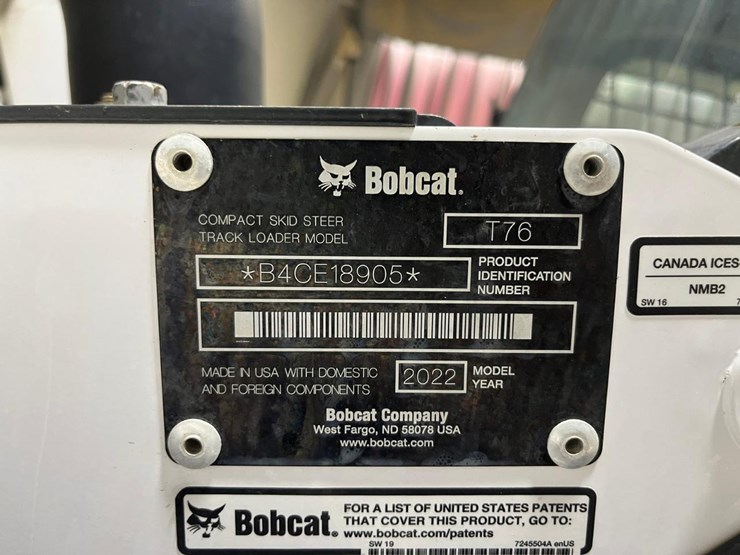 Bobcat.
COMPACT SKID STEER
TRACK LOADER MODEL
T76
*B4CE18905*
PRODUCT
IDENTIFICATION
NUMBER
MADE IN USA WITH DOMESTIC
AND FOREIGN COMPONENTS
2022
MODEL
YEAR
Bobcat Company
West Fargo, ND 58078 USA
www.bobcat.com
CANADA ICES
NMB2
SW 16
7
Bobcat.
FOR A LIST OF UNITED STATES PATENTS
THAT COVER THIS PRODUCT, GO TO:
www.bobcat.com/patents
SW 19
7245504A enUS